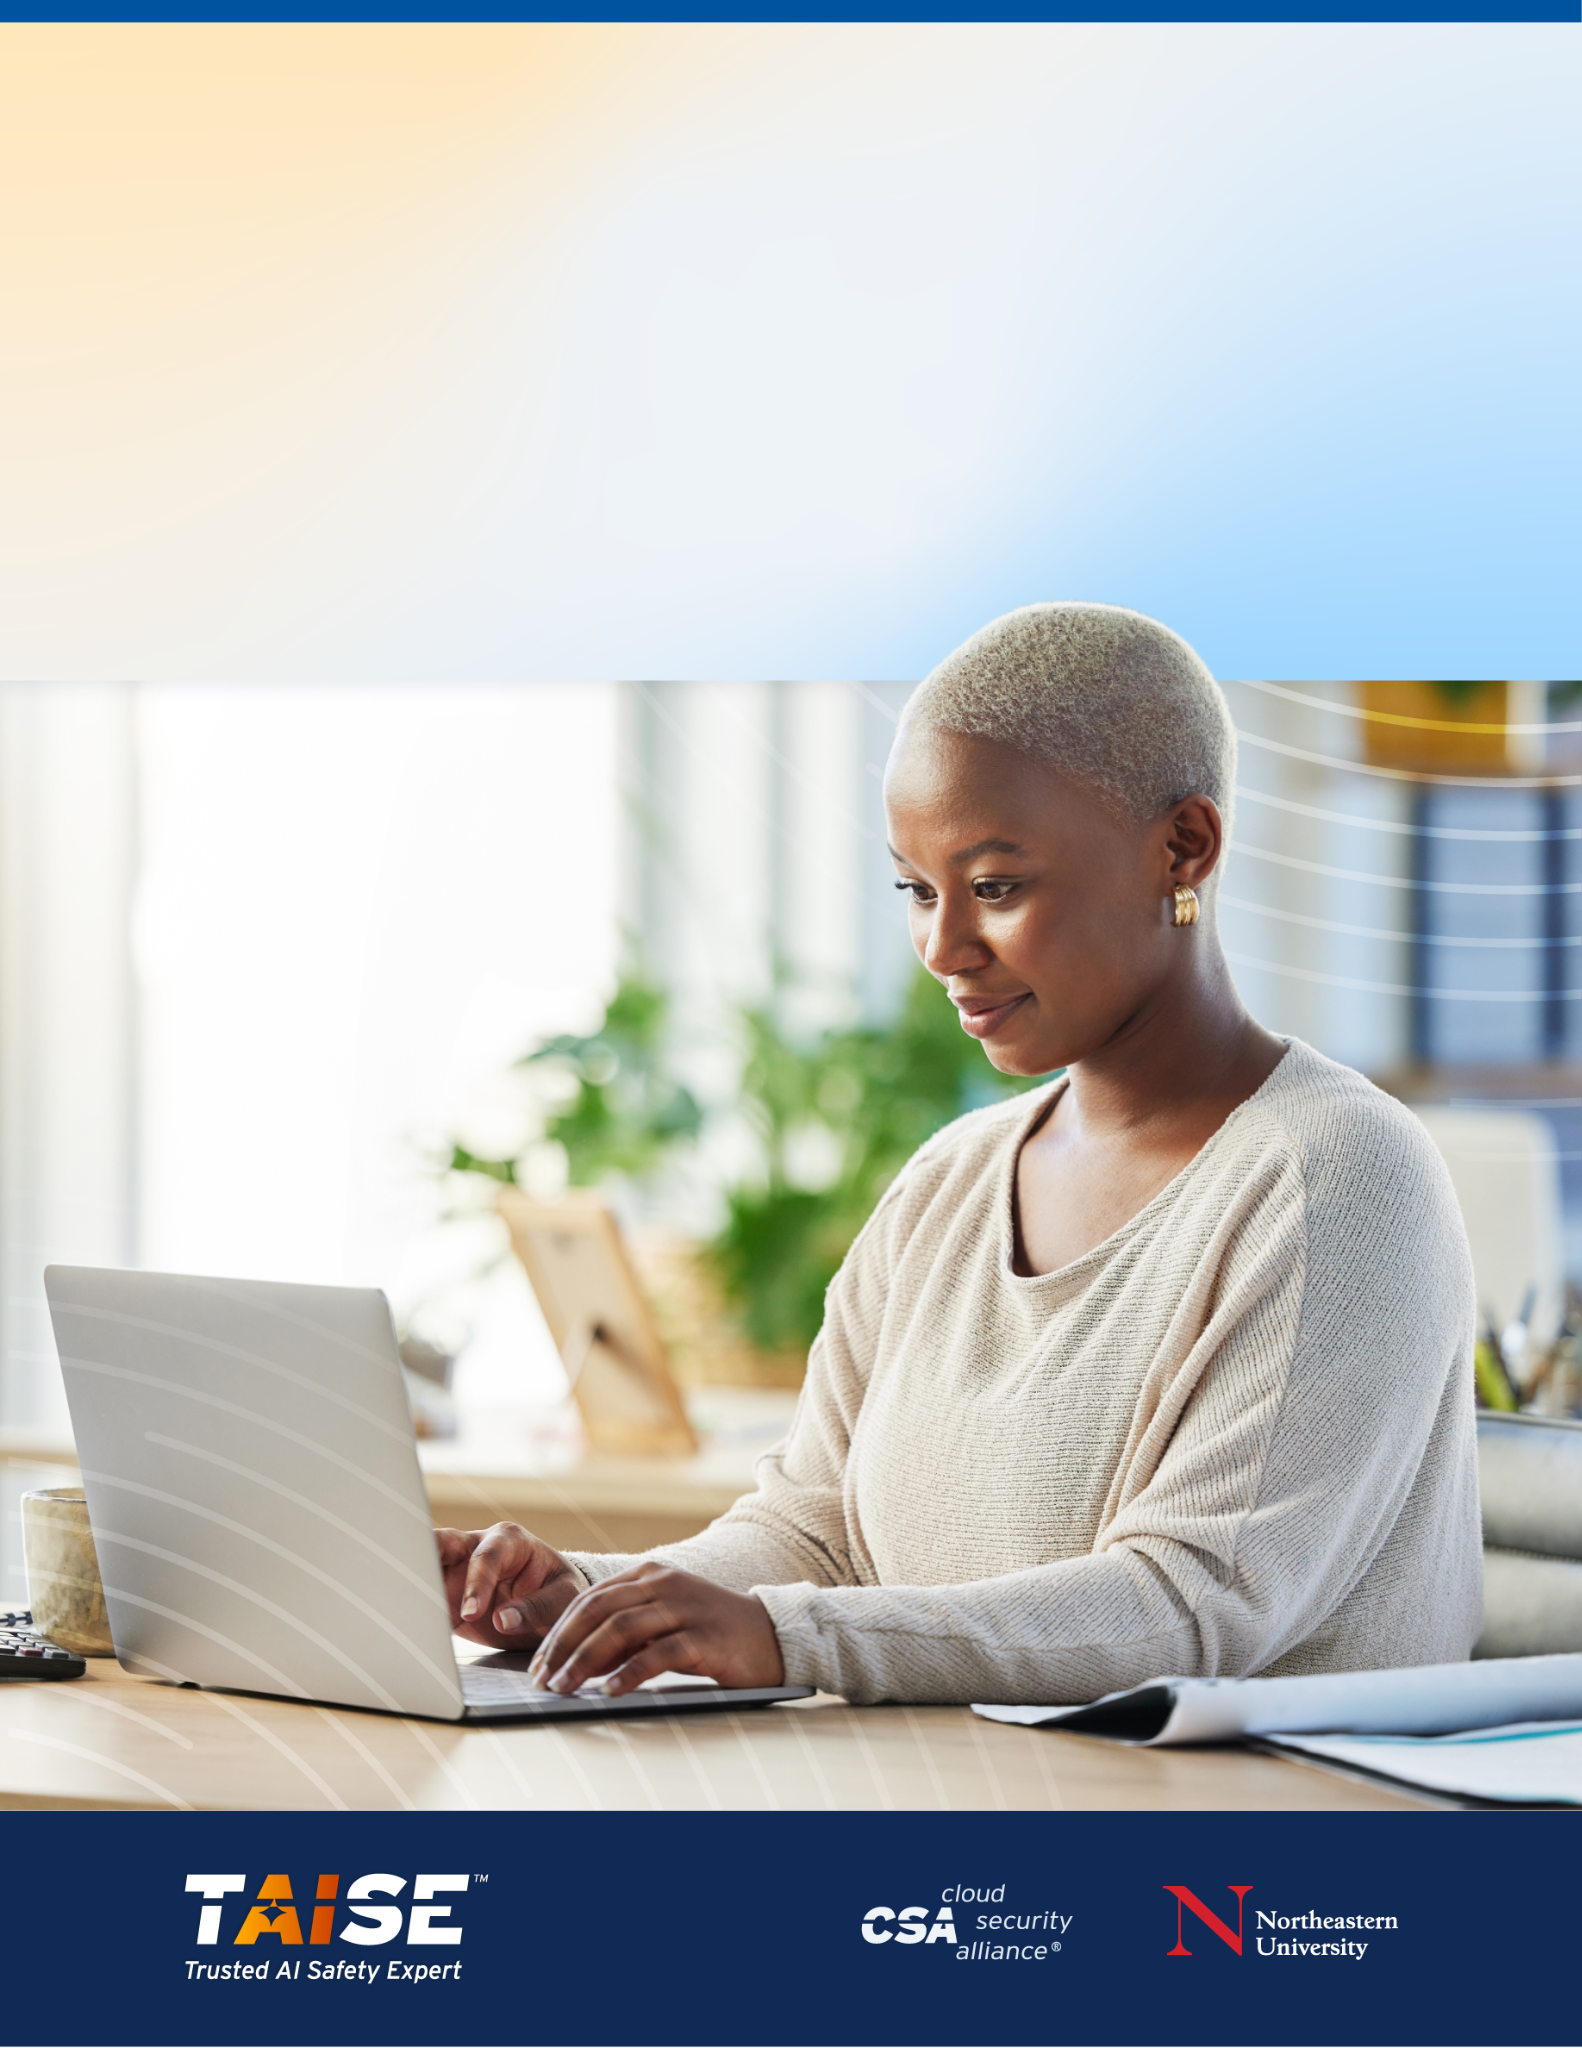 TAISE™
Trusted AI Safety Expert
CSA cloud security alliance®
Northeastern
University